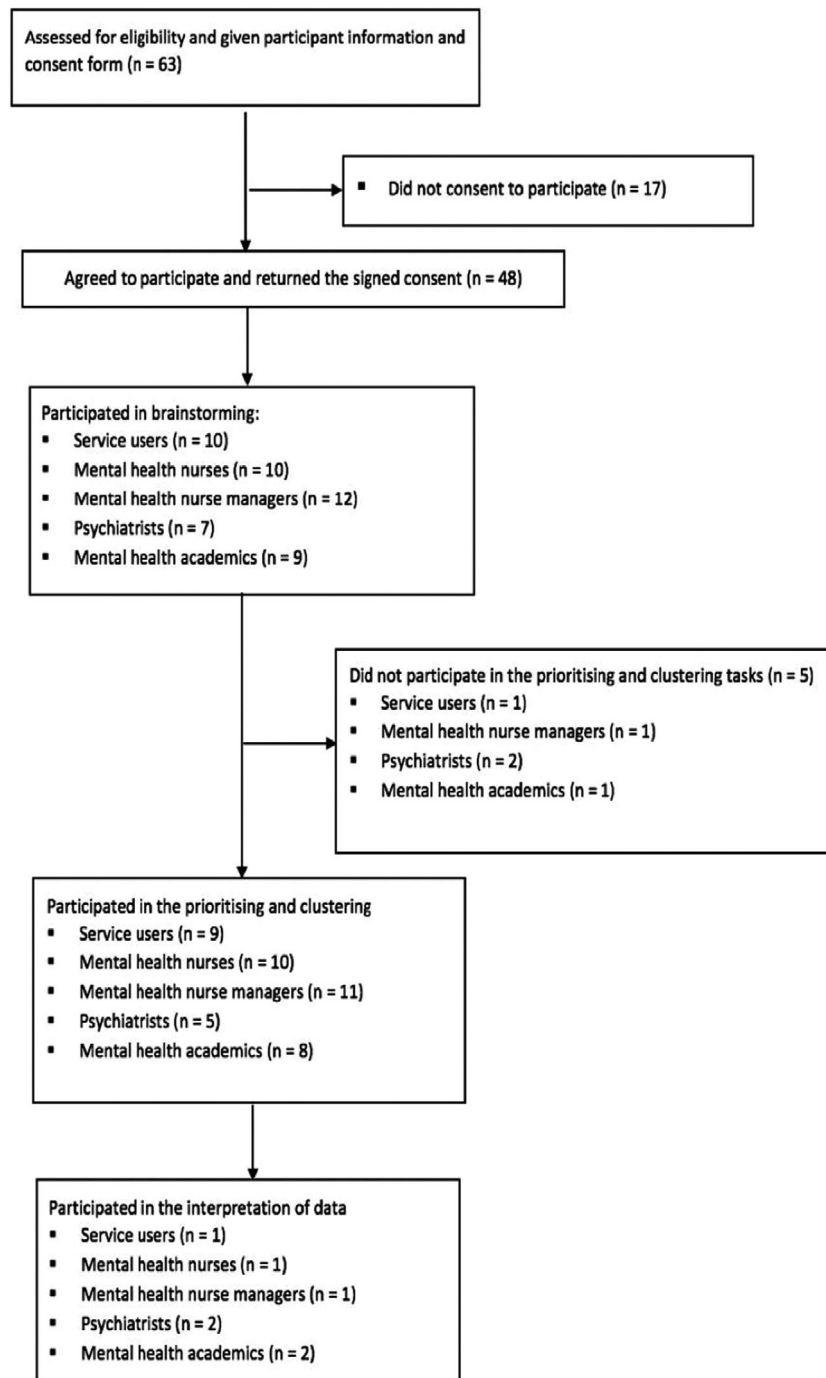 Assessed for eligibility and given participant information and
consent form (n = 63)
▪ Did not consent to participate (n = 17)
Agreed to participate and returned the signed consent (n = 48)
Participated in brainstorming:
▪ Service users (n = 10)
▪ Mental health nurses (n = 10)
▪ Mental health nurse managers (n = 12)
▪ Psychiatrists (n = 7)
▪ Mental health academics (n = 9)
Did not participate in the prioritising and clustering tasks (n = 5)
▪ Service users (n = 1)
▪ Mental health nurse managers (n = 1)
▪ Psychiatrists (n = 2)
▪ Mental health academics (n = 1)
Participated in the prioritising and clustering
▪ Service users (n = 9)
▪ Mental health nurses (n = 10)
▪ Mental health nurse managers (n = 11)
▪ Psychiatrists (n = 5)
▪ Mental health academics (n = 8)
Participated in the interpretation of data
▪ Service users (n = 1)
▪ Mental health nurses (n = 1)
▪ Mental health nurse managers (n = 1)
▪ Psychiatrists (n = 2)
▪ Mental health academics (n = 2)